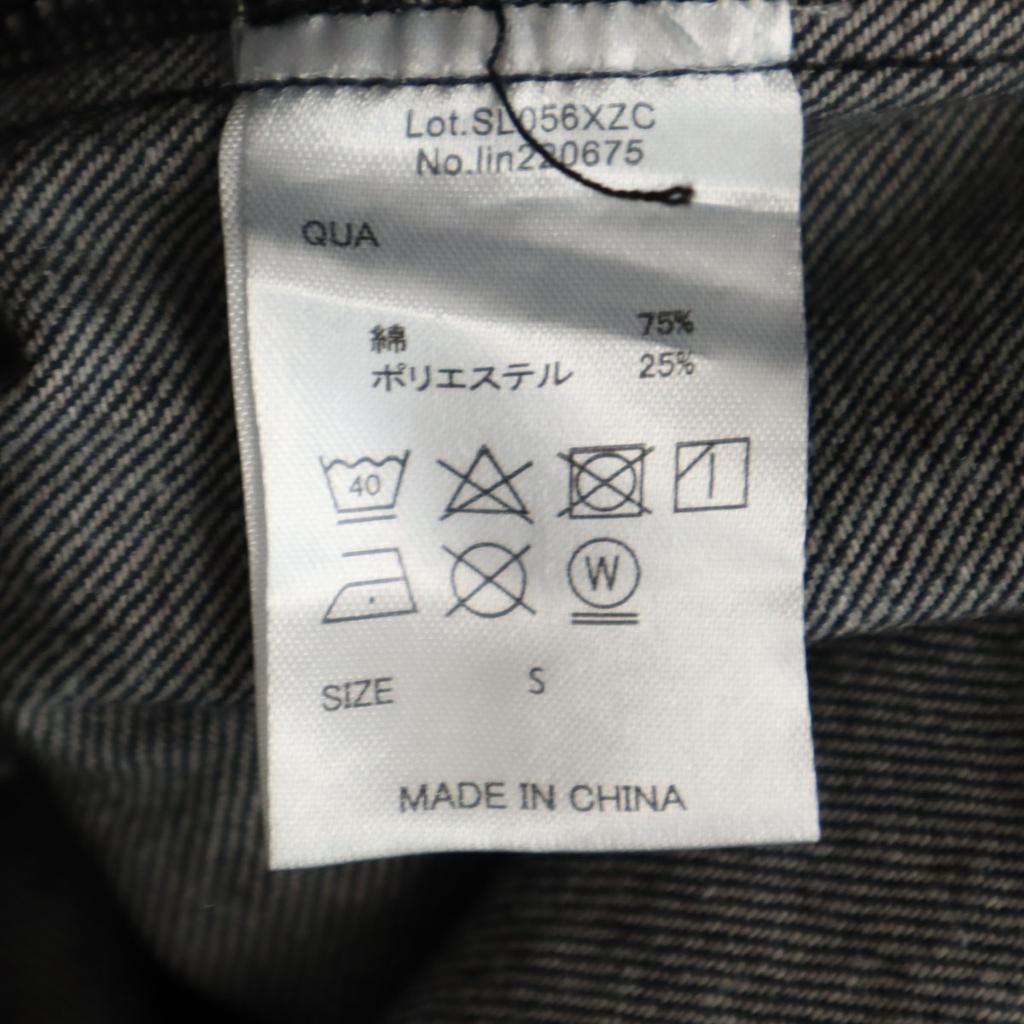 Lot.SL056XZC
No.lin220675
QUA
綿 75%
ポリエステル 25%
40
W
SIZE S
MADE IN CHINA